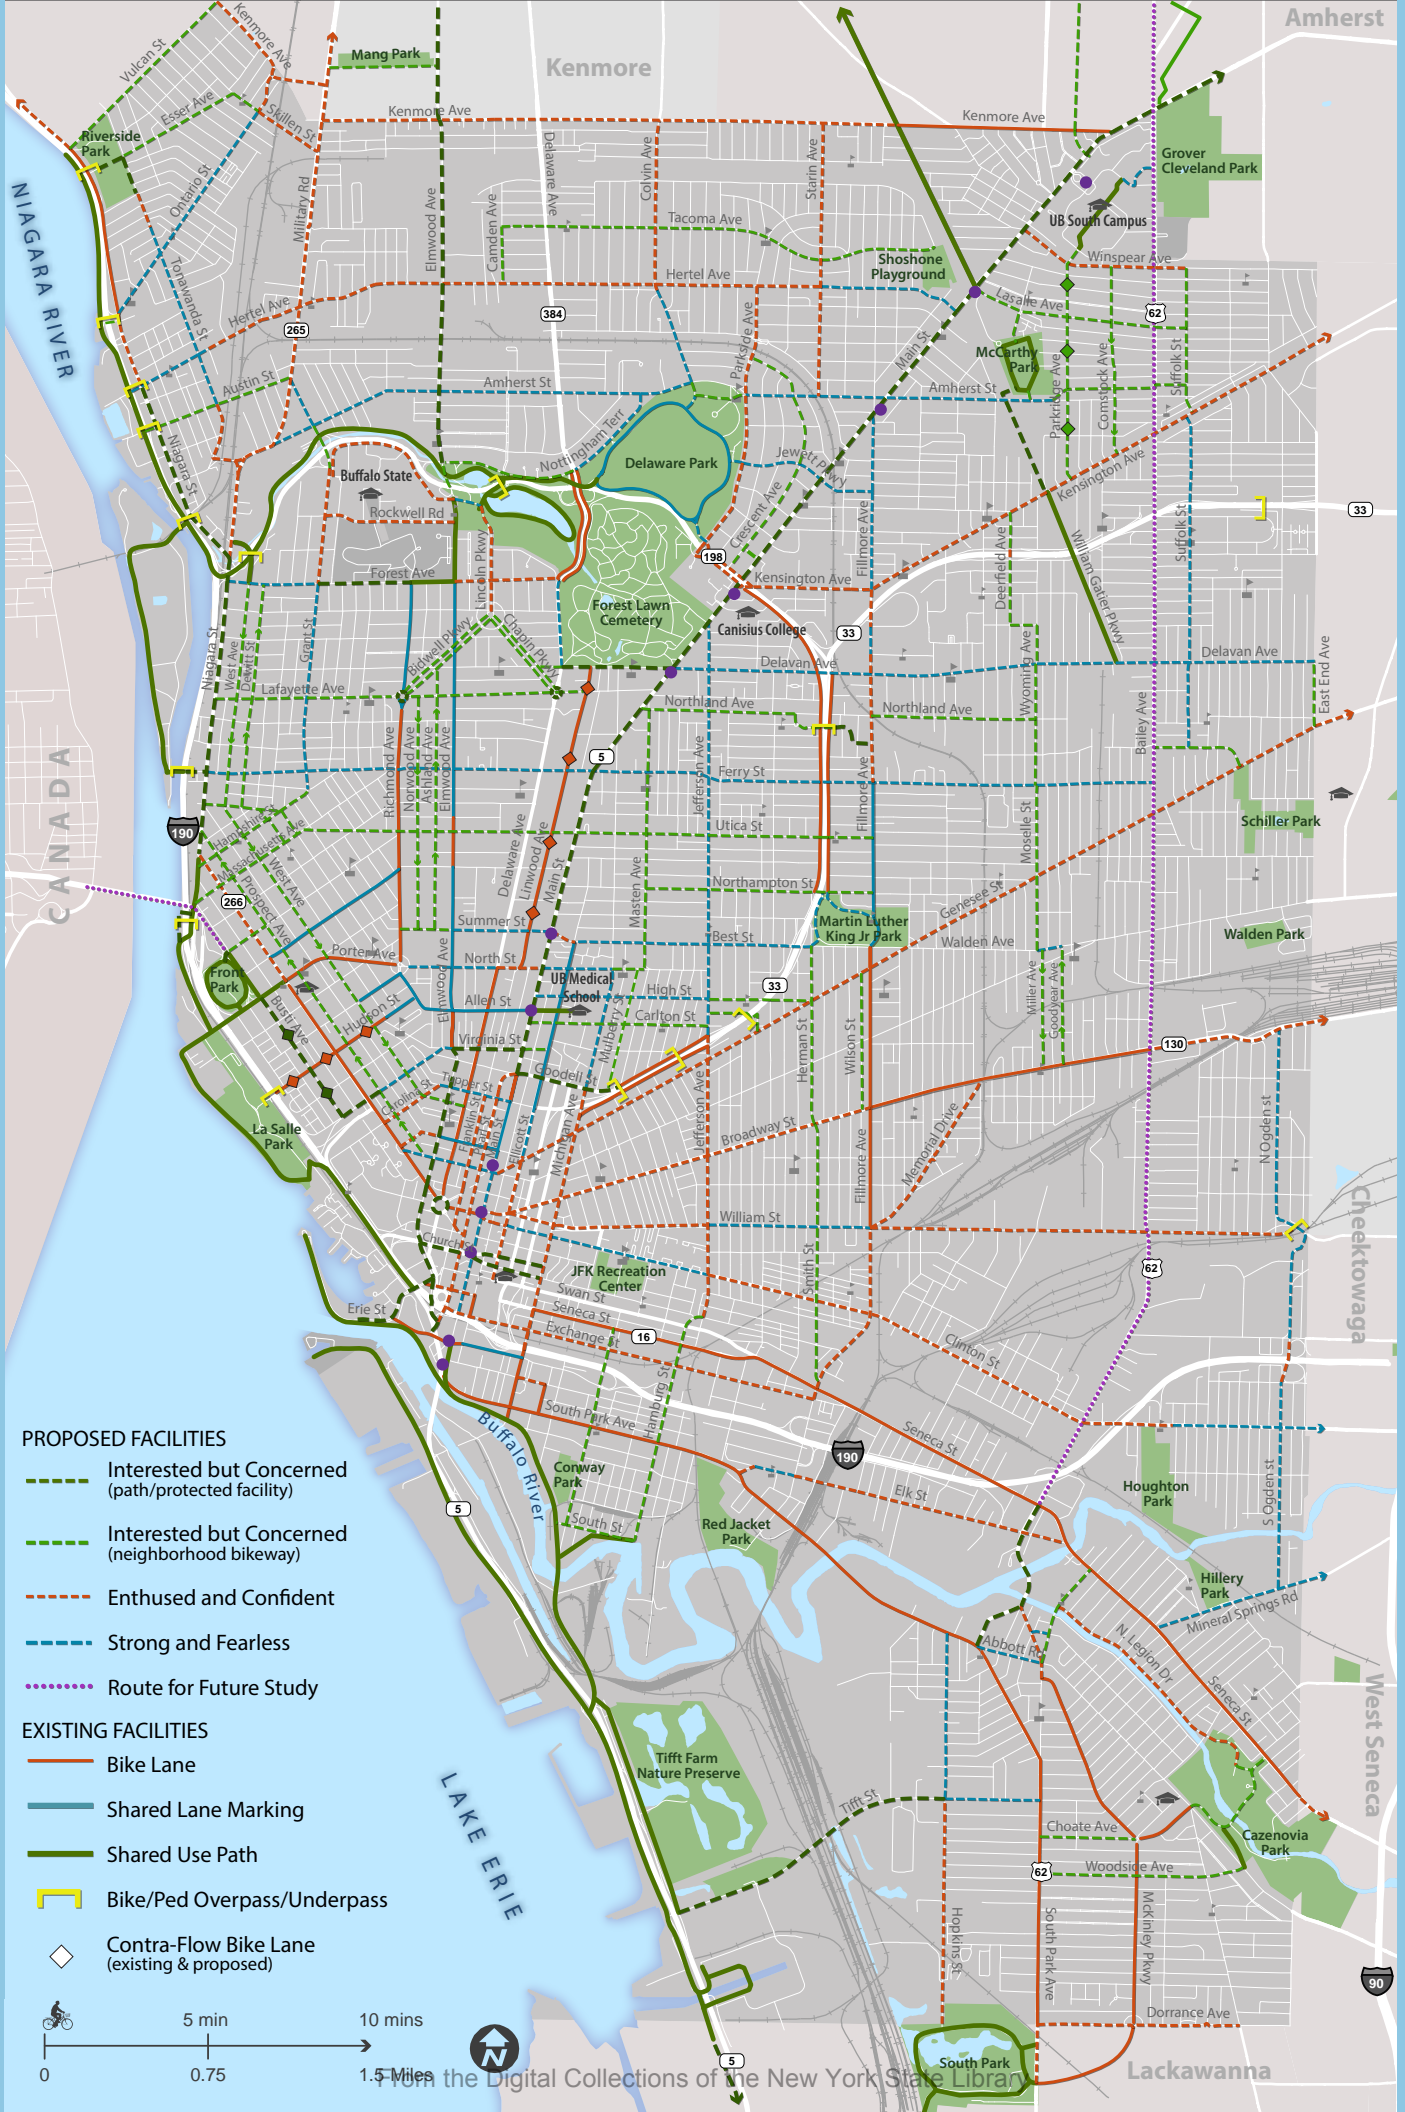 Amherst
Kenmore
Kenmore Ave
Vulcan St
Mang Park
Esser Ave
Skillen St
Kenmore Ave
Kenmore Ave
Riverside
Park
Grover
Cleveland Park
NIAGARA RIVER
Ontario St
Military Rd
Elmwood Ave
Camden Ave
Delaware Ave
Colvin Ave
Starin Ave
Tacoma Ave
UB South Campus
Tonawanda St
Shoshone
Playground
Winspear Ave
Hertel Ave
Hertel Ave
Lasalle Ave
265
384
62
Parkside Ave
Main St
McCarthy
Park
Austin St
Amherst St
Amherst St
Parkridge Ave
Comstock Ave
Suffolk St
Niagara St
Nottingham Terr
Delaware Park
Jewett Pkwy
Buffalo State
Rockwell Rd
Kensington Ave
33
Crescent Ave
Fillmore Ave
Deerfield Ave
William Gatier Pkwy
Suffolk St
198
Forest Ave
Lincoln Pkwy
Kensington Ave
Forest Lawn
Cemetery
Canisius College
33
Grant St
Bidwell Pkwy
Chapin Pkwy
Niagara St
West Ave
Dewitt St
Delavan Ave
Delavan Ave
East End Ave
Lafayette Ave
Northland Ave
Northland Ave
Wyoming Ave
Bailey Ave
CANADA
Richmond Ave
Norwood Ave
Ashland Ave
Elmwood Ave
5
Jefferson Ave
Ferry St
Fillmore Ave
190
Hampshire St
Massachusetts Ave
Utica St
Moselle St
Schiller Park
Delaware Ave
Linwood Ave
Main St
Masten Ave
Northampton St
Genesee St
266
West Ave
Prospect Ave
Summer St
Best St
Martin Luther
King Jr Park
Walden Ave
Walden Park
Porter Ave
North St
Front
Park
UB Medical
School
High St
33
Elmwood Ave
Allen St
Carlton St
Miller Ave
Goodyear Ave
Busti Ave
Hudson St
Virginia St
Mulberry St
Herman St
Wilson St
130
Goodell St
Tupper St
Carolina St
La Salle
Park
Franklin St
Pearl St
Main St
Ellicott St
Michigan Ave
Jefferson Ave
Broadway St
Fillmore Ave
Memorial Drive
N Ogden st
Cheektowaga
William St
Church St
Smith St
62
JFK Recreation
Center
Swan St
Seneca St
Exchange St
16
Erie St
Clinton St
Hamburg St
South Park Ave
Seneca St
190
Buffalo River
Conway
Park
Elk St
Houghton
Park
S Ogden st
5
South St
Red Jacket
Park
Hillery
Park
Mineral Springs Rd
Abbott Rd
N. Legion Dr
Seneca St
West Seneca
PROPOSED FACILITIES
Interested but Concerned
(path/protected facility)
Interested but Concerned
(neighborhood bikeway)
Enthused and Confident
Strong and Fearless
Route for Future Study
EXISTING FACILITIES
Bike Lane
Shared Lane Marking
Shared Use Path
Bike/Ped Overpass/Underpass
Contra-Flow Bike Lane
(existing & proposed)
Tifft Farm
Nature Preserve
LAKE ERIE
Tifft St
Choate Ave
Cazenovia
Park
62
Woodside Ave
Hopkins St
South Park Ave
McKinley Pkwy
90
Dorrance Ave
South Park
Lackawanna
5
5 min
10 mins
0
0.75
1.5 Miles
N
From the Digital Collections of the New York State Library